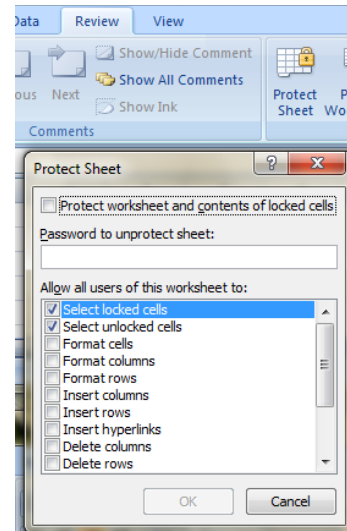 Data Review View
Show/Hide Comment
Show All Comments
Next
Show Ink
Protect
Sheet
Comments
Protect Sheet
Protect worksheet and contents of locked cells
Password to unprotect sheet:
Allow all users of this worksheet to:
Select locked cells
Select unlocked cells
Format cells
Format columns
Format rows
Insert columns
Insert rows
Insert hyperlinks
Delete columns
Delete rows
OK Cancel